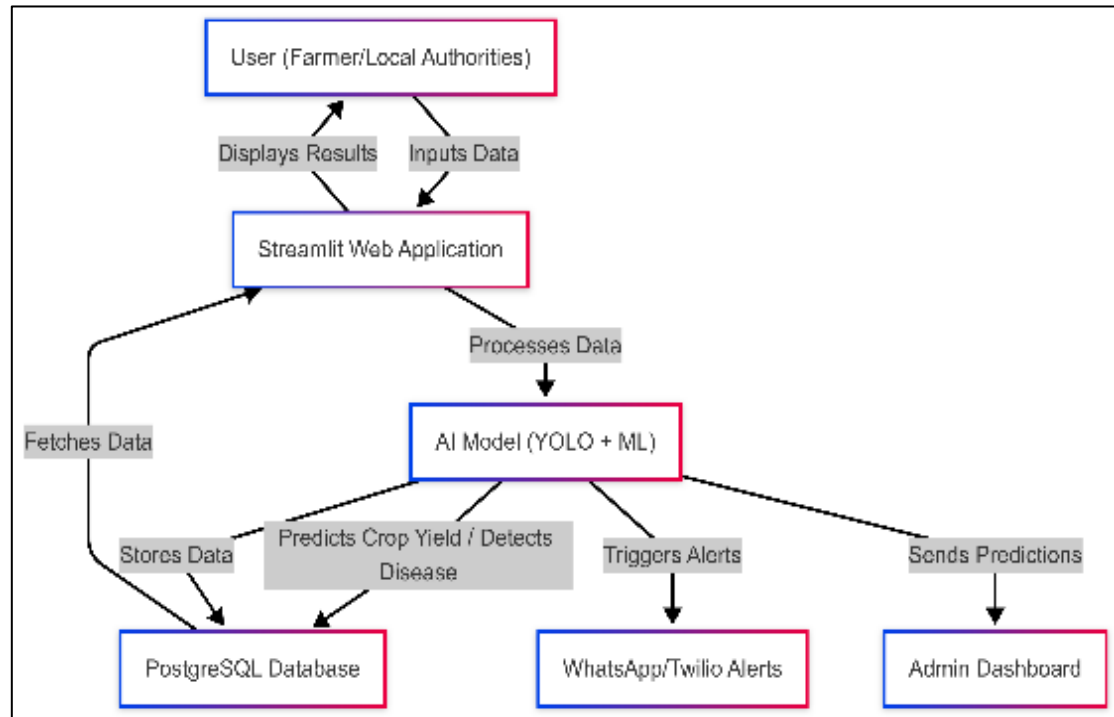 User (Farmer/Local Authorities)
Displays Results
Inputs Data
Streamlit Web Application
Processes Data
AI Model (YOLO + ML)
Fetches Data
Stores Data
Predicts Crop Yield / Detects
Disease
Triggers Alerts
Sends Predictions
PostgreSQL Database
WhatsApp/Twilio Alerts
Admin Dashboard